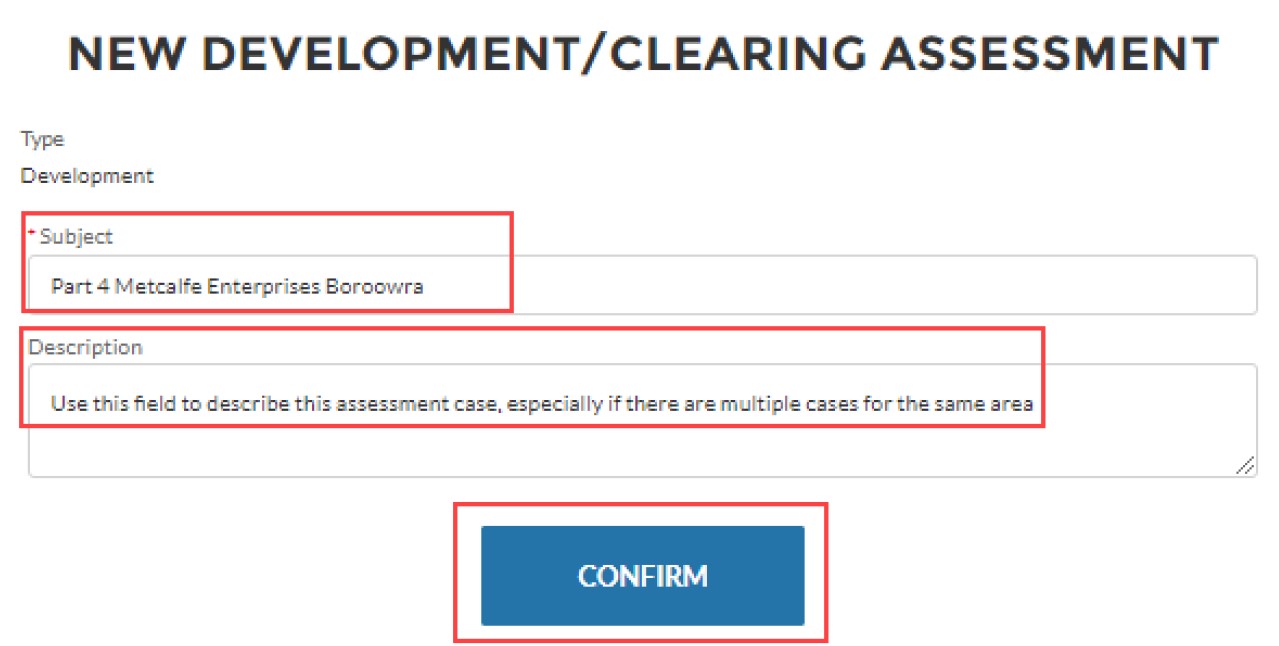 NEW DEVELOPMENT/CLEARING ASSESSMENT
Type
Development
* Subject
Part 4 Metcalfe Enterprises Boroowra
Description
Use this field to describe this assessment case, especially if there are multiple cases for the same area
CONFIRM